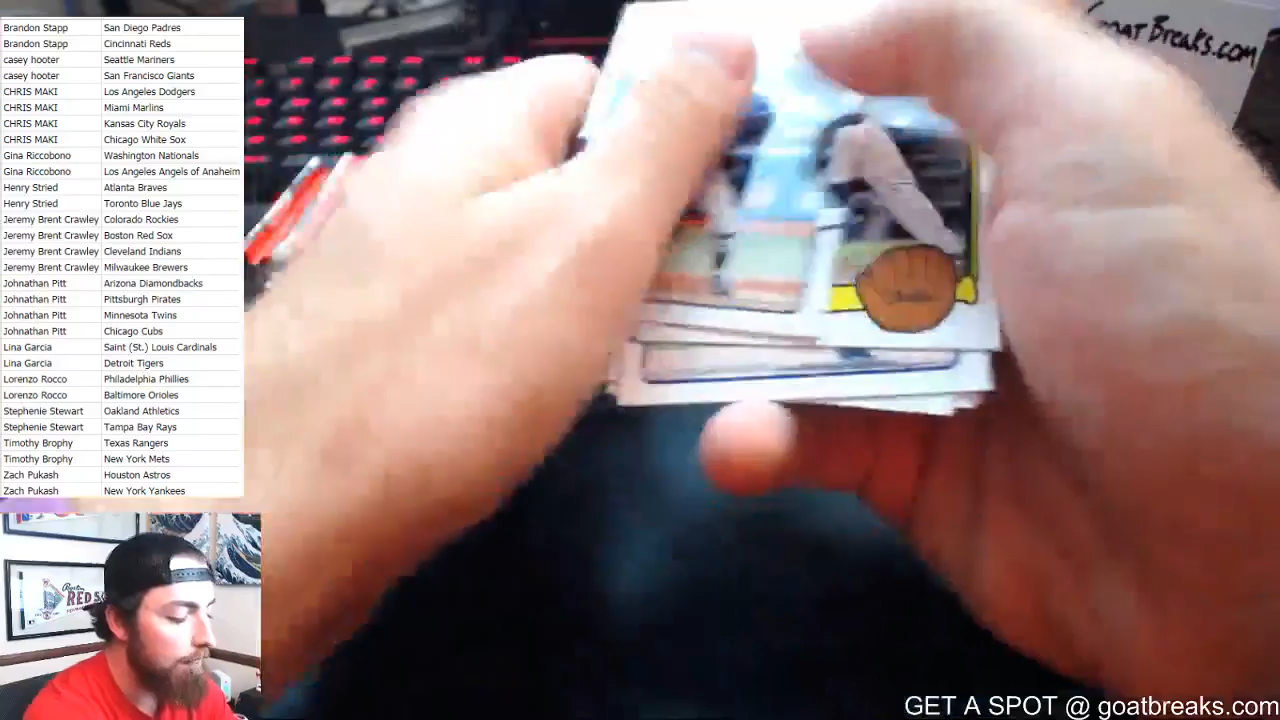 Brandon Stapp San Diego Padres
Brandon Stapp Cincinnati Reds
casey hooter Seattle Mariners
casey hooter San Francisco Giants
CHRIS MAKI Los Angeles Dodgers
CHRIS MAKI Miami Marlins
CHRIS MAKI Kansas City Royals
CHRIS MAKI Chicago White Sox
Gina Riccobono Washington Nationals
Gina Riccobono Los Angeles Angels of Anaheim
Henry Stried Atlanta Braves
Henry Stried Toronto Blue Jays
Jeremy Brent Crawley Colorado Rockies
Jeremy Brent Crawley Boston Red Sox
Jeremy Brent Crawley Cleveland Indians
Jeremy Brent Crawley Milwaukee Brewers
Johnathan Pitt Arizona Diamondbacks
Johnathan Pitt Pittsburgh Pirates
Johnathan Pitt Minnesota Twins
Johnathan Pitt Chicago Cubs
Lina Garcia Saint (St.) Louis Cardinals
Lina Garcia Detroit Tigers
Lorenzo Rocco Philadelphia Phillies
Lorenzo Rocco Baltimore Orioles
Stephenie Stewart Oakland Athletics
Stephenie Stewart Tampa Bay Rays
Timothy Brophy Texas Rangers
Timothy Brophy New York Mets
Zach Pukash Houston Astros
Zach Pukash New York Yankees
GoatBreaks.com
Boston
RED S
GET A SPOT @ goatbreaks.com